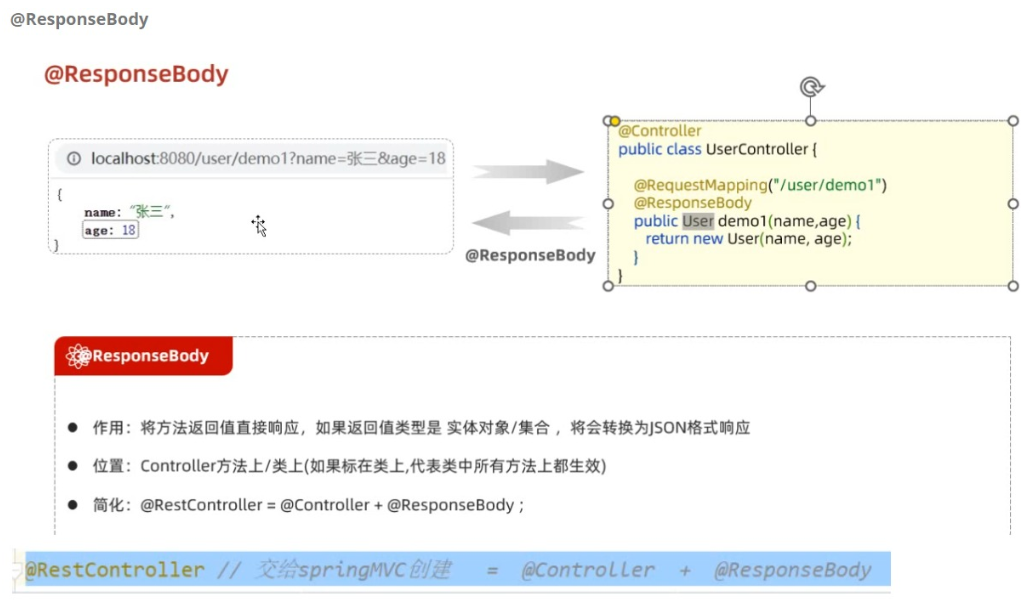 @ResponseBody
@ResponseBody
localhost:8080/user/demo1?name=张三&age=18
{
name: "张三",
age: 18
}
@ResponseBody
@Controller
public class UserController {
@RequestMapping("/user/demo1")
@ResponseBody
public User demo1(name,age) {
return new User(name, age);
}
}
@ResponseBody
● 作用：将方法返回值直接响应，如果返回值类型是 实体对象/集合 ，将会转换为JSON格式响应
● 位置：Controller方法上/类上(如果标在类上,代表类中所有方法上都生效)
● 简化：@RestController = @Controller + @ResponseBody ;
@RestController // 交给springMVC创建 = @Controller + @ResponseBody